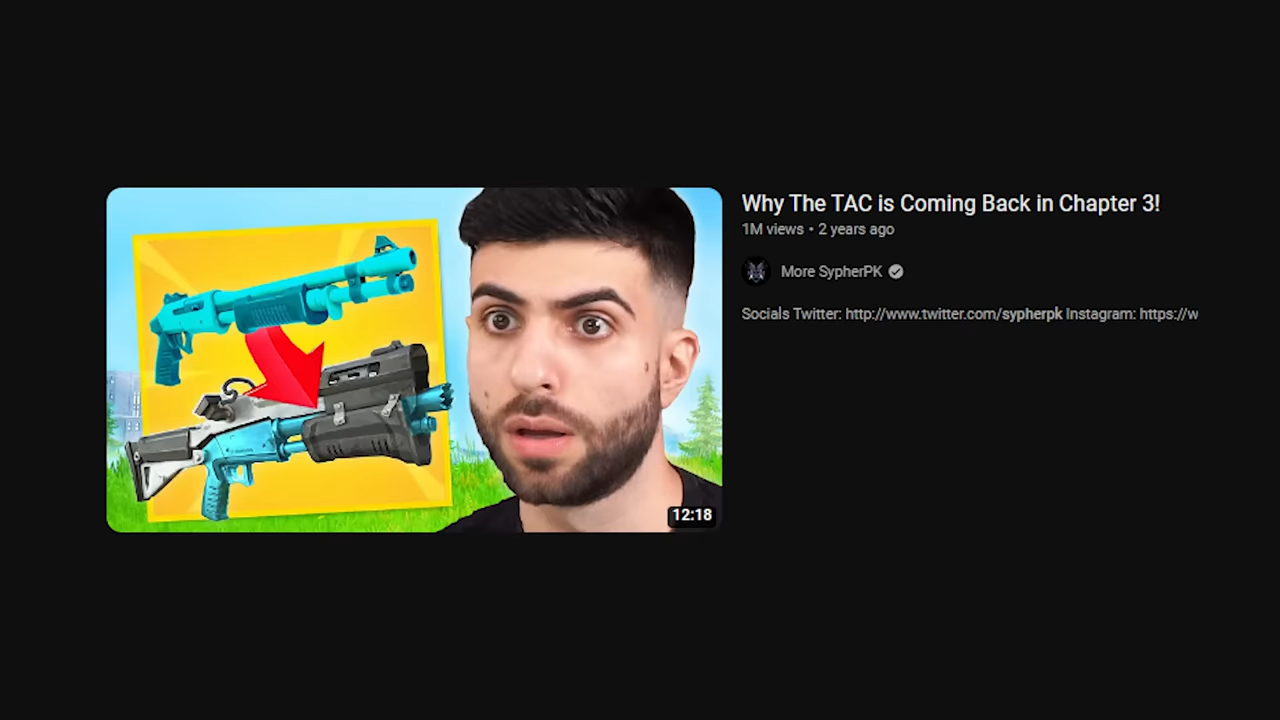 Why The TAC is Coming Back in Chapter 3!
1M views • 2 years ago
More SypherPK
Socials Twitter: http://www.twitter.com/sypherpk Instagram: https://w
12:18